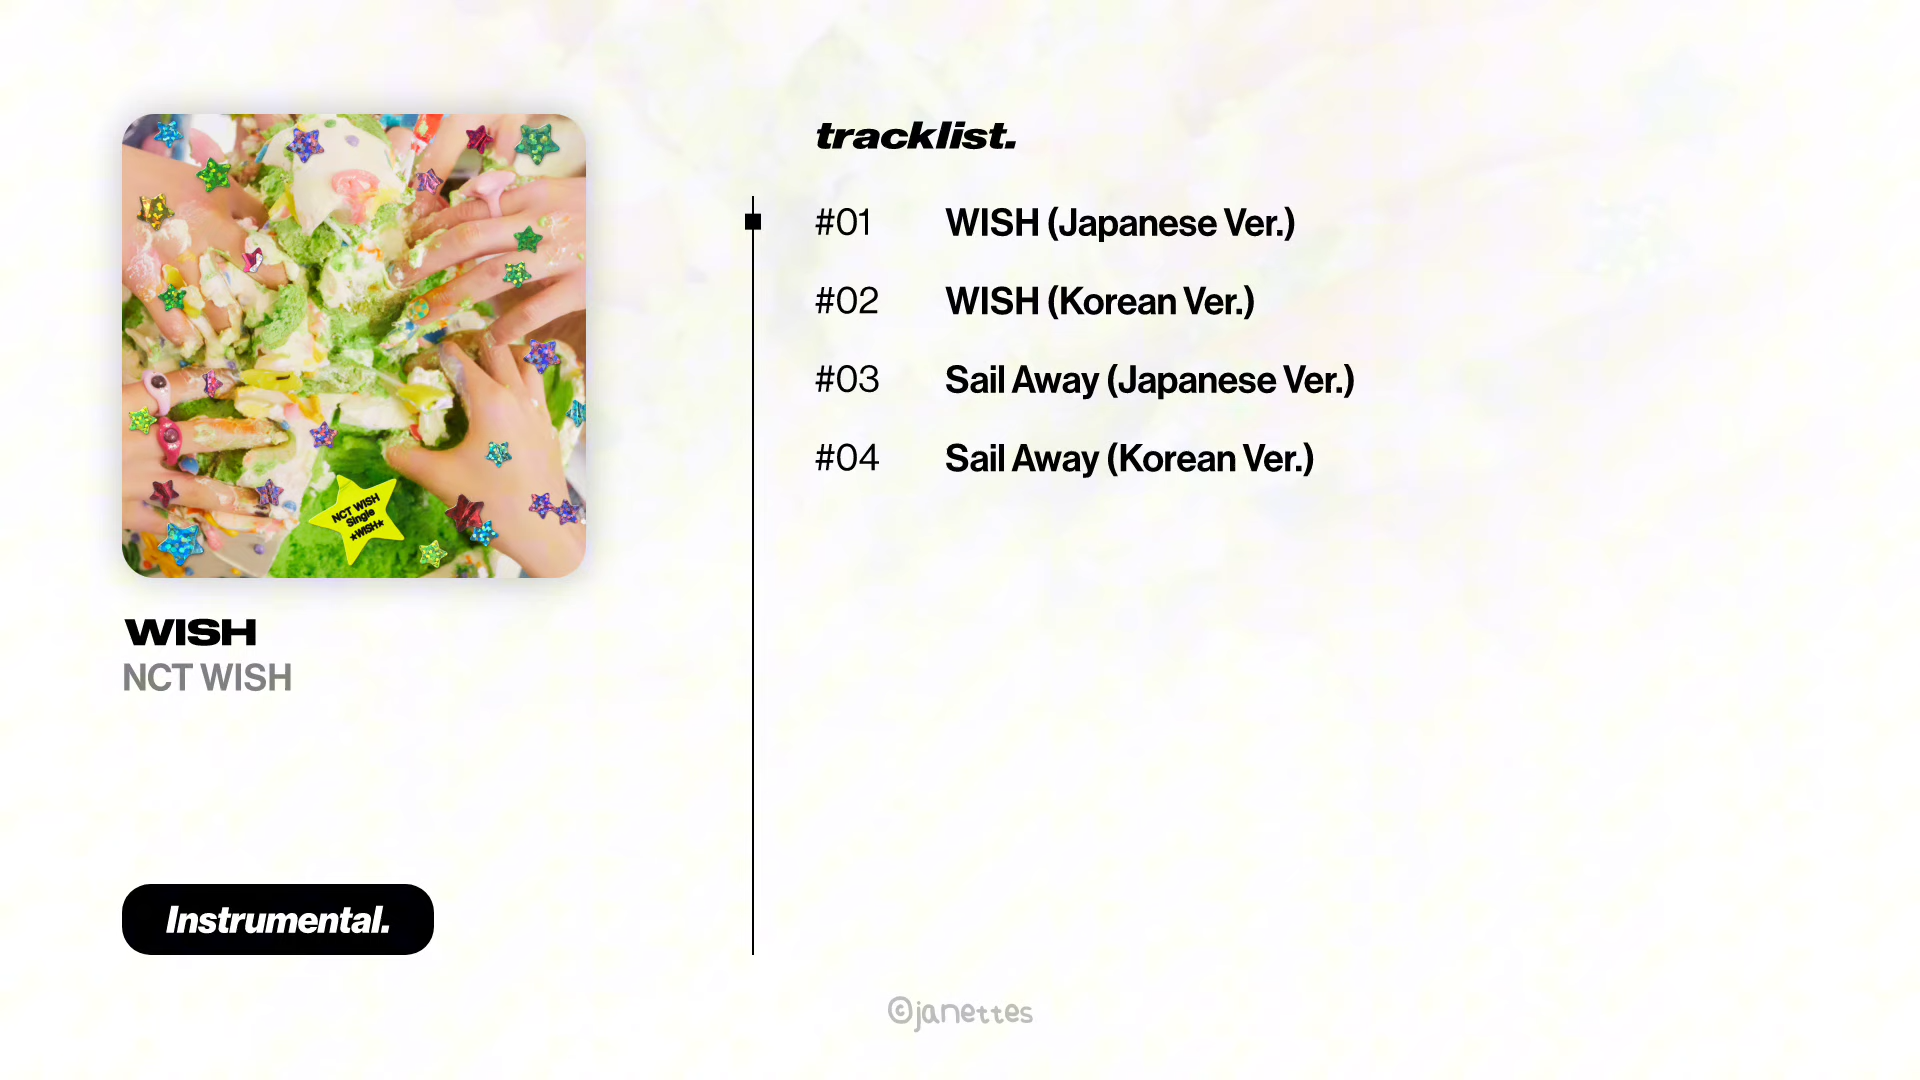 NCT WISH
Single
★WISH★
WISH
NCT WISH
Instrumental.
tracklist.
#01 WISH (Japanese Ver.)
#02 WISH (Korean Ver.)
#03 Sail Away (Japanese Ver.)
#04 Sail Away (Korean Ver.)
©janettes